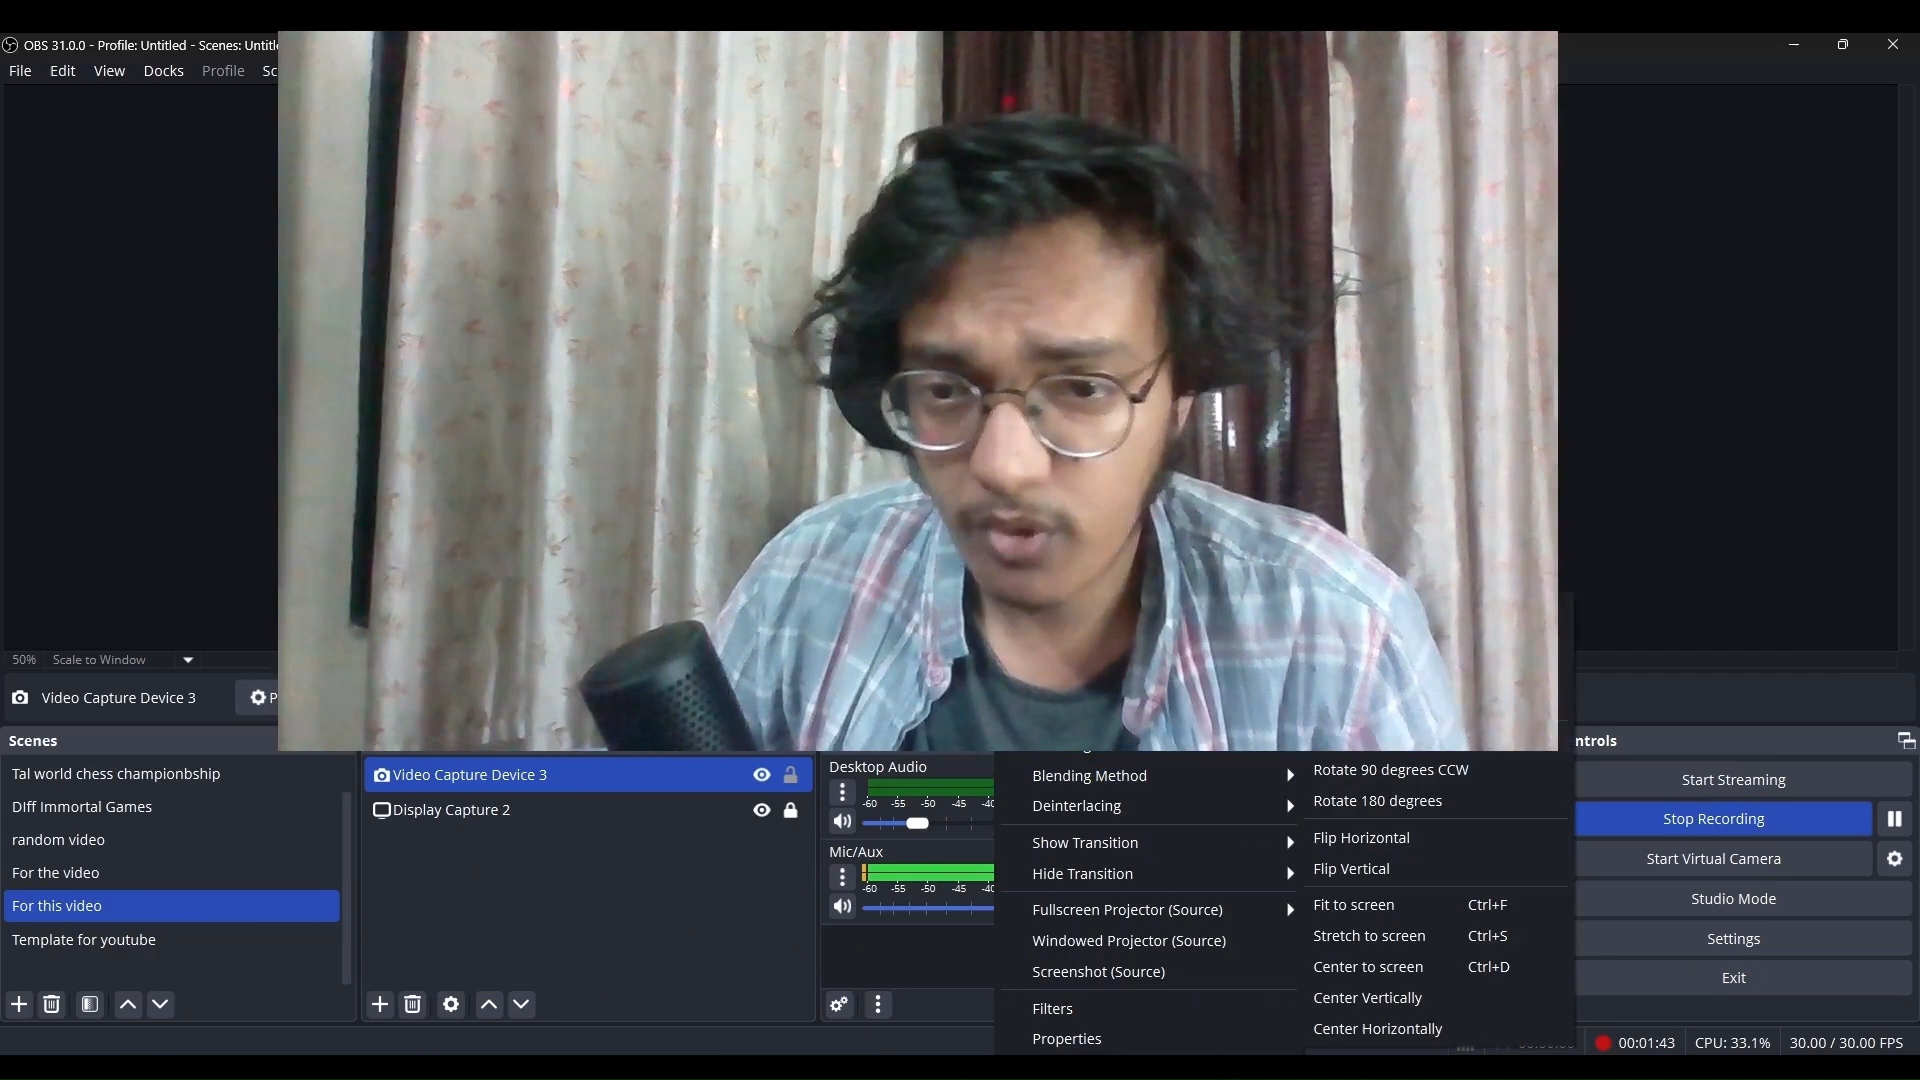 OBS 31.0.0 - Profile: Untitled - Scenes:
File Edit View Docks Profile
50% Scale to Window
Video Capture Device 3
Scenes
Tal world chess championbship
DIff Immortal Games
random video
For the video
For this video
Template for youtube
Video Capture Device 3
Display Capture 2
Desktop Audio
-60 -55 -50 -45
Mic/Aux
-60 -55 -50 -45
Blending Method
Deinterlacing
Show Transition
Hide Transition
Fullscreen Projector (Source)
Windowed Projector (Source)
Screenshot (Source)
Filters
Properties
Rotate 90 degrees CCW
Rotate 180 degrees
Flip Horizontal
Flip Vertical
Fit to screen Ctrl+F
Stretch to screen Ctrl+S
Center to screen Ctrl+D
Center Vertically
Center Horizontally
ntrols
Start Streaming
Stop Recording
Start Virtual Camera
Studio Mode
Settings
Exit
00:01:43 CPU: 33.1% 30.00 / 30.00 FPS